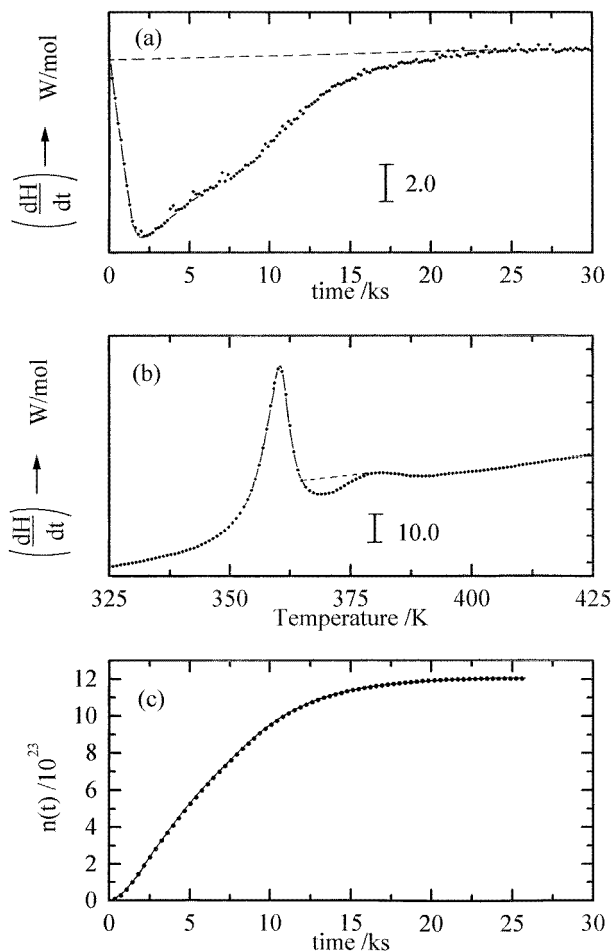 (a)
(dH/dt) → W/mol
2.0
0 5 10 15 20 25 30
time /ks
(b)
(dH/dt) → W/mol
10.0
325 350 375 400 425
Temperature /K
(c)
n(t) /10^23
12
10
8
6
4
2
0
0 5 10 15 20 25 30
time /ks